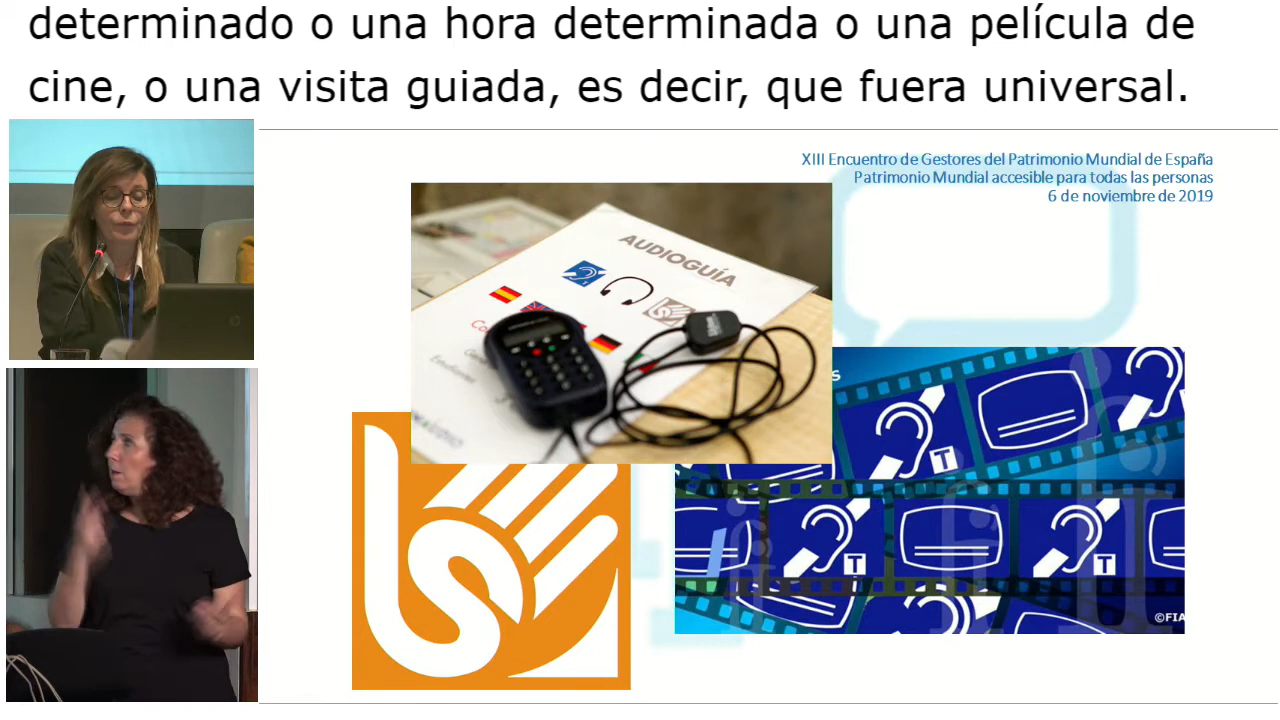 determinado o una hora determinada o una película de
cine, o una visita guiada, es decir, que fuera universal.
XIII Encuentro de Gestores del Patrimonio Mundial de España
Patrimonio Mundial accesible para todas las personas
6 de noviembre de 2019
AUDIOGUÍA
T
T
T
©FIA